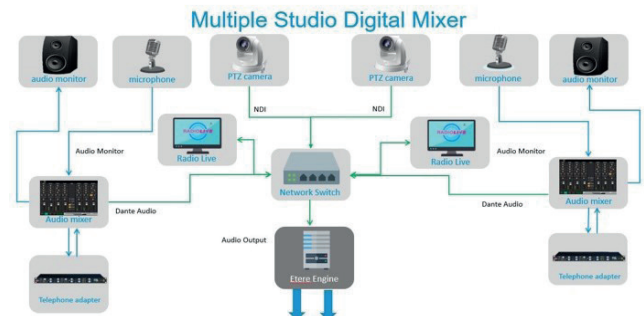 Multiple Studio Digital Mixer
audio monitor
microphone
PTZ camera
PTZ camera
microphone
audio monitor
NDI
NDI
Radio Live
Radio Live
Audio Monitor
Audio Monitor
Network Switch
Audio mixer
Audio mixer
Dante Audio
Dante Audio
Audio Output
Etere Engine
Telephone adapter
Telephone adapter